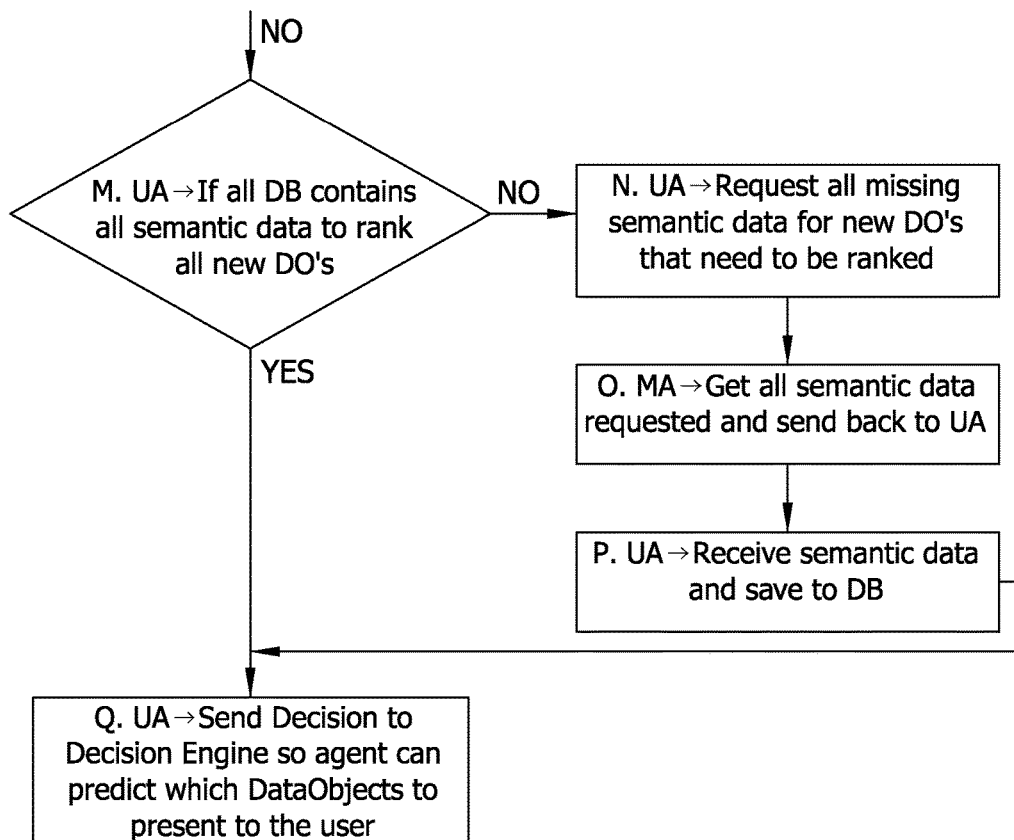 NO
M. UA→If all DB contains
all semantic data to rank
all new DO's
NO
YES
N. UA→Request all missing
semantic data for new DO's
that need to be ranked
O. MA→Get all semantic data
requested and send back to UA
P. UA→Receive semantic data
and save to DB
Q. UA→Send Decision to
Decision Engine so agent can
predict which DataObjects to
present to the user